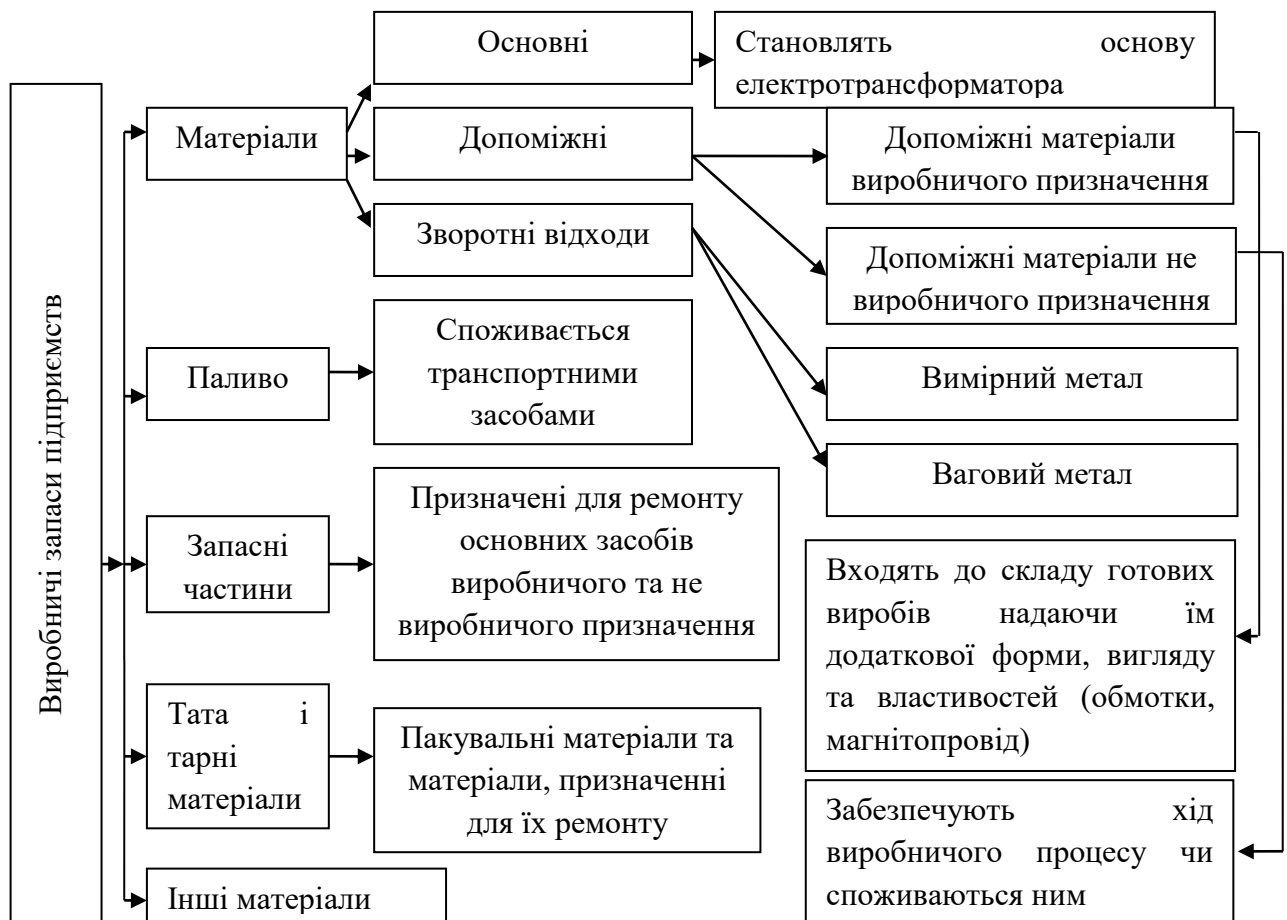 Виробничі запаси підприємств
Матеріали
Основні
Становлять основу
електротрансформатора
Допоміжні
Допоміжні матеріали
виробничого призначення
Зворотні відходи
Допоміжні матеріали не
виробничого призначення
Вимірний метал
Ваговий метал
Паливо
Споживається
транспортними
засобами
Запасні
частини
Призначені для ремонту
основних засобів
виробничого та не
виробничого призначення
Входять до складу готових
виробів надаючи їм
додаткової форми, вигляду
та властивостей (обмотки,
магнітопровід)
Тата і
тарні
матеріали
Пакувальні матеріали та
матеріали, призначенні
для їх ремонту
Забезпечують хід
виробничого процесу чи
споживаються ним
Інші матеріали